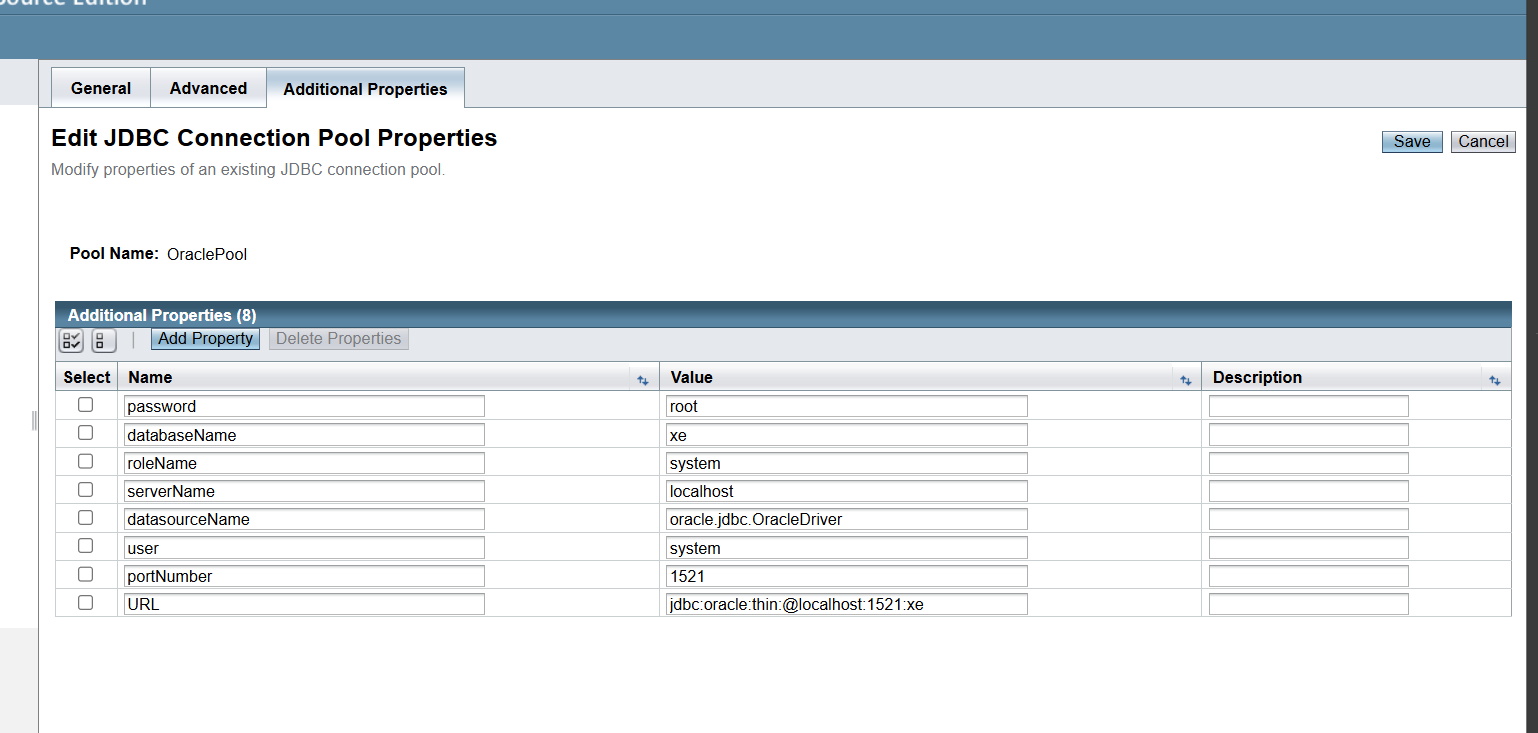 Source Edition
General Advanced Additional Properties
Edit JDBC Connection Pool Properties
Save Cancel
Modify properties of an existing JDBC connection pool.
Pool Name: OraclePool
Additional Properties (8)
Add Property Delete Properties
Select Name Value Description
password root
databaseName xe
roleName system
serverName localhost
datasourceName oracle.jdbc.OracleDriver
user system
portNumber 1521
URL jdbc:oracle:thin:@localhost:1521:xe